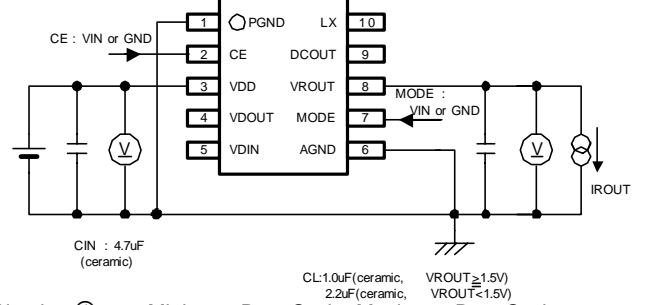 1 PGND LX 10
CE : VIN or GND
2 CE DCOUT 9
3 VDD VROUT 8
MODE :
VIN or GND
4 VDOUT MODE 7
5 VDIN AGND 6
V V
IROUT
CIN : 4.7uF
(ceramic)
CL:1.0uF(ceramic, VROUT≧1.5V)
2.2uF(ceramic, VROUT<1.5V)